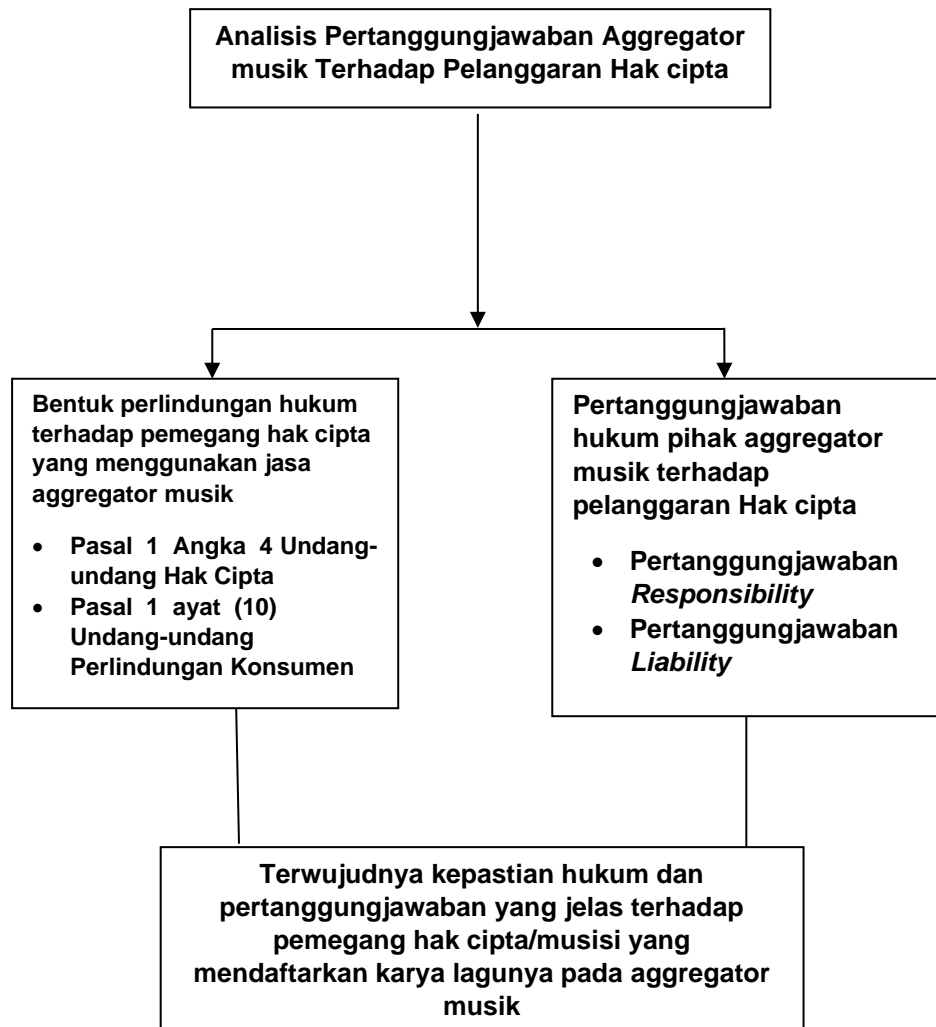 Analisis Pertanggungjawaban Aggregator
musik Terhadap Pelanggaran Hak cipta
Bentuk perlindungan hukum
terhadap pemegang hak cipta
yang menggunakan jasa
aggregator musik
• Pasal 1 Angka 4 Undang-
undang Hak Cipta
• Pasal 1 ayat (10)
Undang-undang
Perlindungan Konsumen
Pertanggungjawaban
hukum pihak aggregator
musik terhadap
pelanggaran Hak cipta
• Pertanggungjawaban
Responsibility
• Pertanggungjawaban
Liability
Terwujudnya kepastian hukum dan
pertanggungjawaban yang jelas terhadap
pemegang hak cipta/musisi yang
mendaftarkan karya lagunya pada aggregator
musik